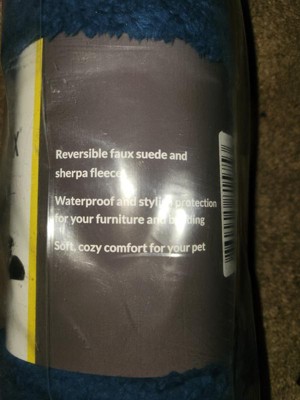 Reversible faux suede and
sherpa fleece
Waterproof and stylish protection
for your furniture and bedding
Soft, cozy comfort for your pet